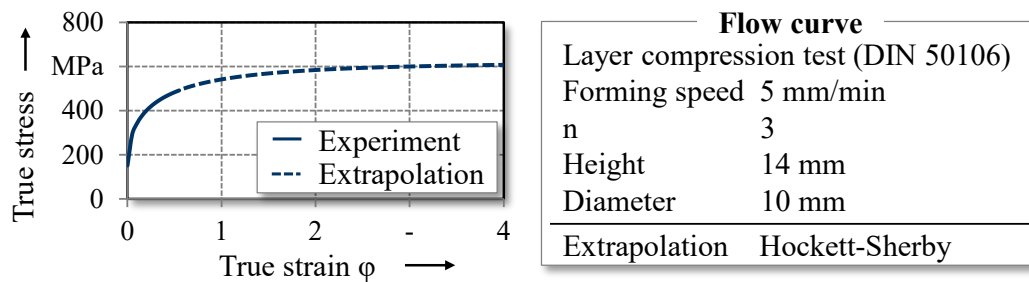 800
MPa
400
200
0
True stress
Experiment
Extrapolation
0 1 2 - 4
True strain φ
Flow curve
Layer compression test (DIN 50106)
Forming speed 5 mm/min
n 3
Height 14 mm
Diameter 10 mm
Extrapolation Hockett-Sherby